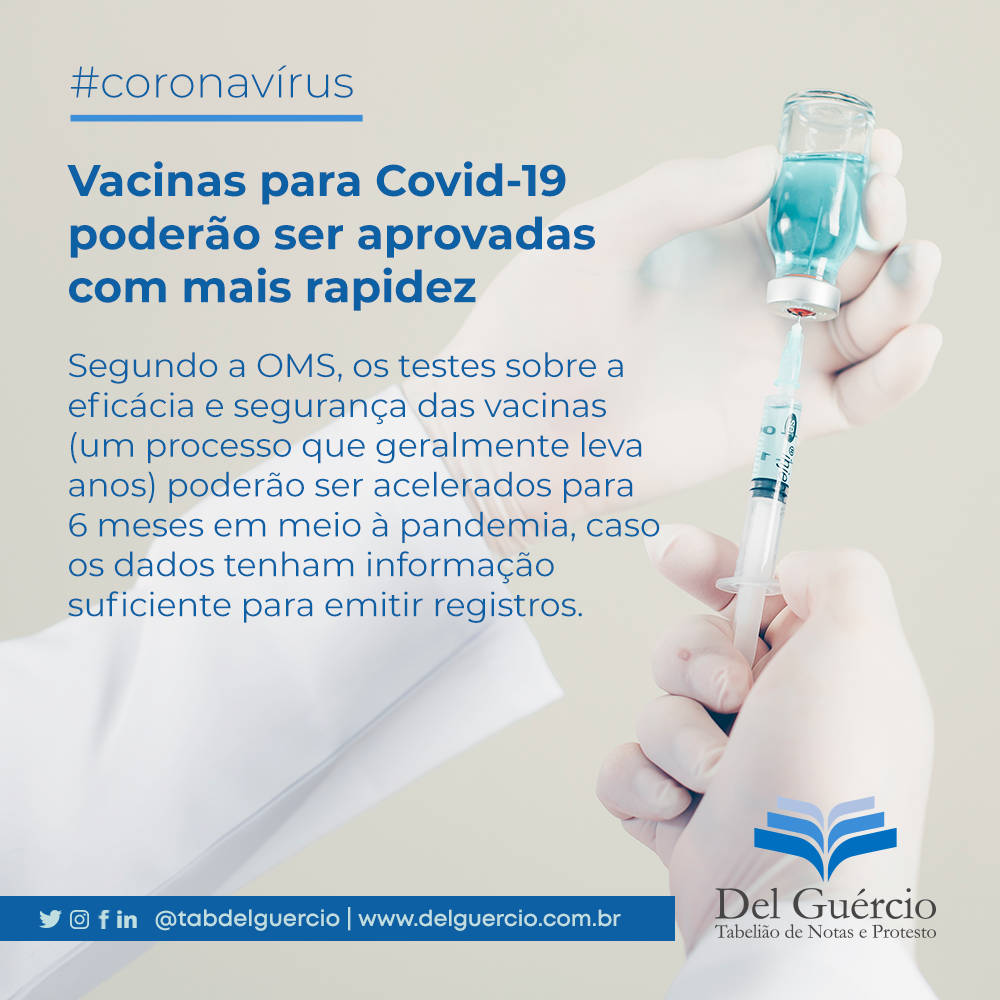 #coronavírus
Vacinas para Covid-19
poderão ser aprovadas
com mais rapidez
Segundo a OMS, os testes sobre a
eficácia e segurança das vacinas
(um processo que geralmente leva
anos) poderão ser acelerados para
6 meses em meio à pandemia, caso
os dados tenham informação
suficiente para emitir registros.
@tabdelguercio | www.delguercio.com.br
Del Guércio
Tabelião de Notas e Protesto